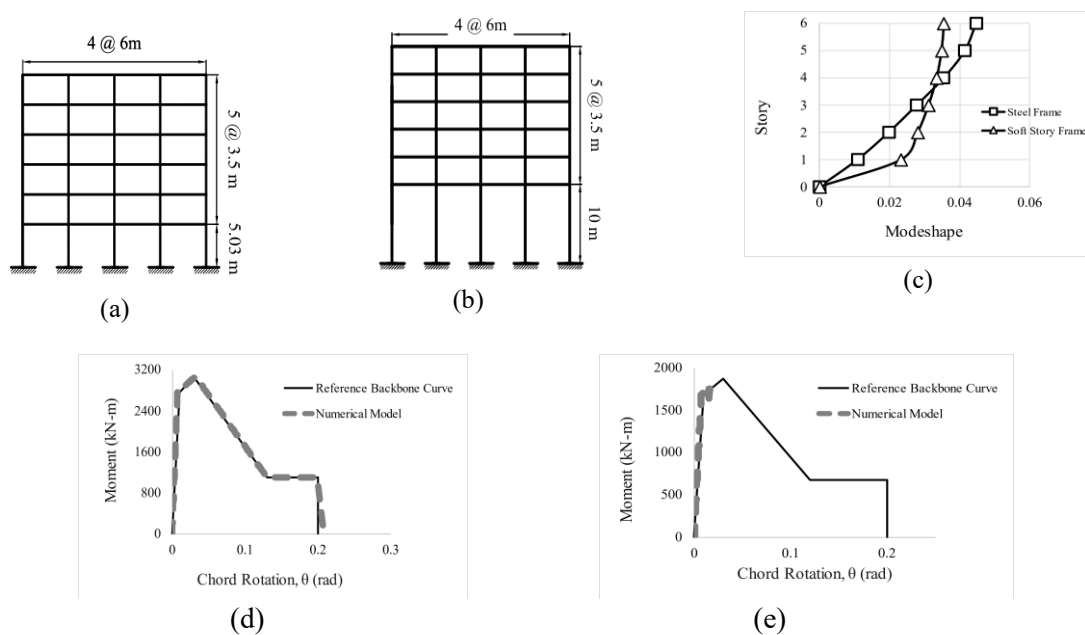 4 @ 6m
5 @ 3.5 m
5.03 m
(a)
4 @ 6m
5 @ 3.5 m
10 m
(b)
6
5
4
3
2
1
0
Story
0
0.02
0.04
0.06
Modeshape
Steel Frame
Soft Story Frame
(c)
3200
2400
1600
800
0
Moment (kN-m)
0
0.1
0.2
0.3
Chord Rotation, θ (rad)
Reference Backbone Curve
Numerical Model
(d)
2000
1500
1000
500
0
Moment (kN-m)
0
0.1
0.2
Chord Rotation, θ (rad)
Reference Backbone Curve
Numerical Model
(e)